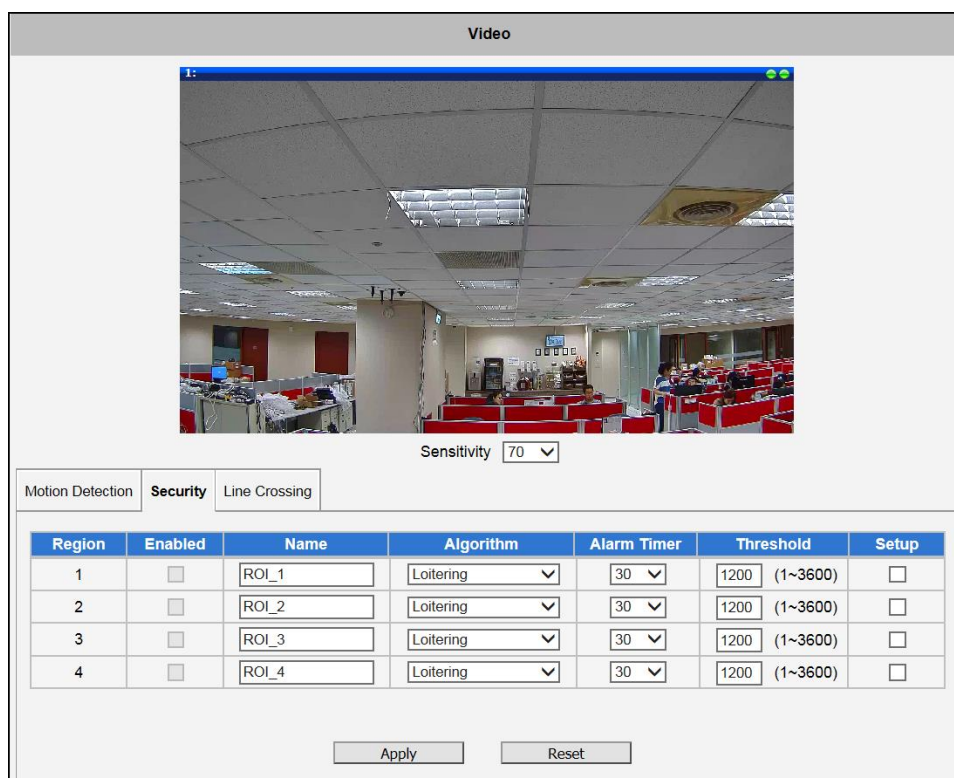 Video
1:
Sensitivity 70
Motion Detection Security Line Crossing
Region Enabled Name Algorithm Alarm Timer Threshold Setup
1 ROI_1 Loitering 30 1200 (1~3600)
2 ROI_2 Loitering 30 1200 (1~3600)
3 ROI_3 Loitering 30 1200 (1~3600)
4 ROI_4 Loitering 30 1200 (1~3600)
Apply Reset